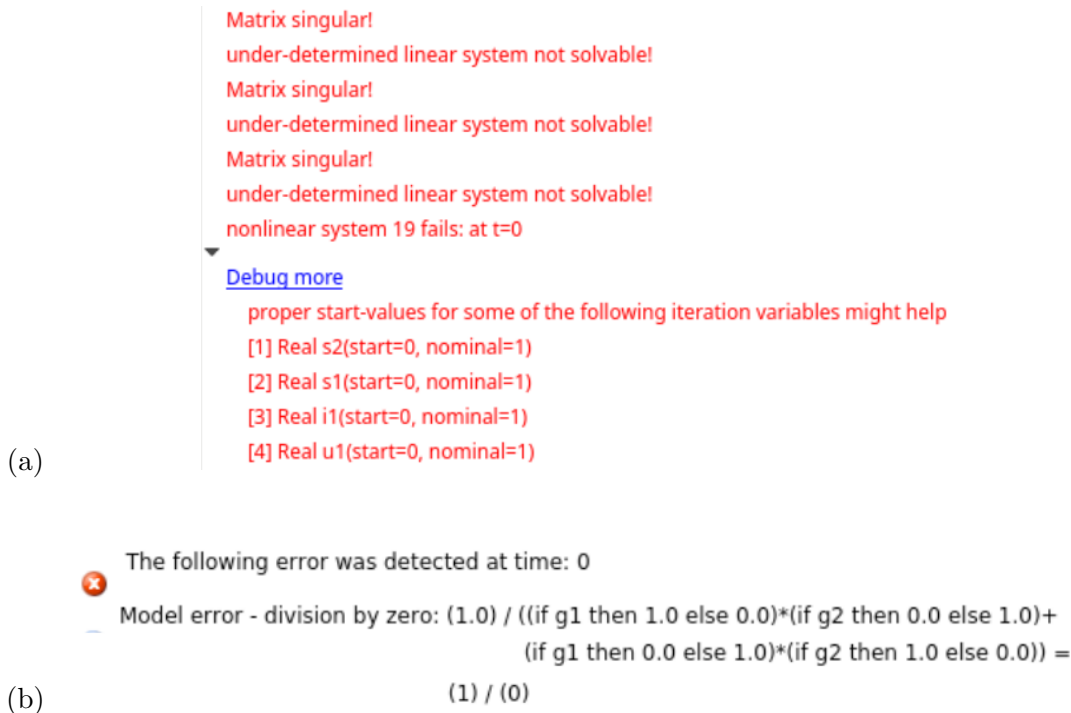 Matrix singular!
under-determined linear system not solvable!
Matrix singular!
under-determined linear system not solvable!
Matrix singular!
under-determined linear system not solvable!
nonlinear system 19 fails: at t=0
Debug more
proper start-values for some of the following iteration variables might help
[1] Real s2(start=0, nominal=1)
[2] Real s1(start=0, nominal=1)
[3] Real i1(start=0, nominal=1)
[4] Real u1(start=0, nominal=1)
(a)
The following error was detected at time: 0
Model error - division by zero: (1.0) / ((if g1 then 1.0 else 0.0)*(if g2 then 0.0 else 1.0)+
(if g1 then 0.0 else 1.0)*(if g2 then 1.0 else 0.0)) =
(1) / (0)
(b)